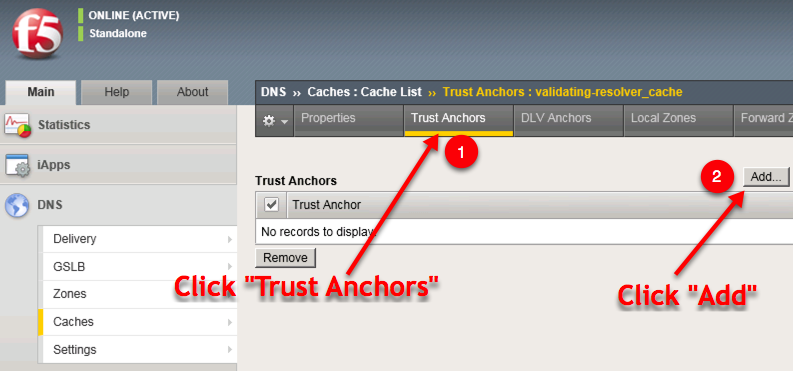 f5
ONLINE (ACTIVE)
Standalone
Main Help About
DNS ›› Caches : Cache List ›› Trust Anchors : validating-resolver_cache
Properties Trust Anchors DLV Anchors Local Zones Forward Z
Statistics
iApps
DNS
Delivery
GSLB
Zones
Caches
Settings
1
2
Trust Anchors
Add...
Trust Anchor
No records to display.
Remove
Click "Trust Anchors"
Click "Add"